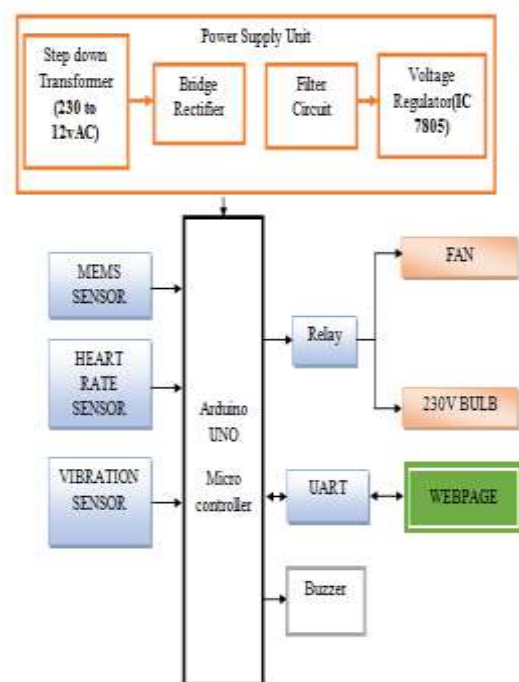 Power Supply Unit
Step down
Transformer
(230 to
12vAC)
Bridge
Rectifier
Filter
Circuit
Voltage
Regulator(IC
7805)
MEMS
SENSOR
HEART
RATE
SENSOR
VIBRATION
SENSOR
Arduino
UNO
Micro
controller
Relay
FAN
230V BULB
UART
WEBPAGE
Buzzer